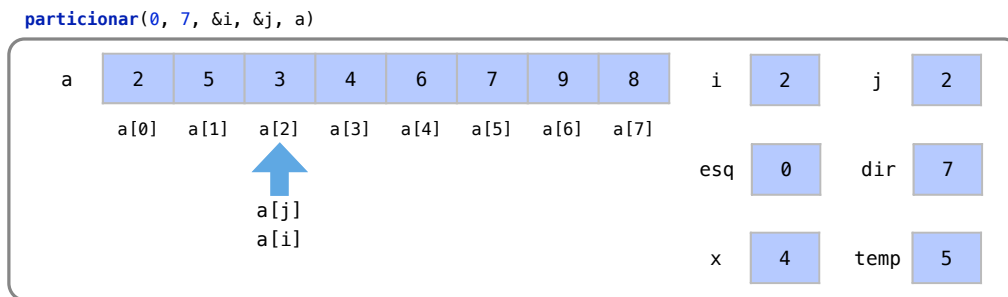 particionar(0, 7, &i, &j, a)
a 2 5 3 4 6 7 9 8 i 2 j 2
a[0] a[1] a[2] a[3] a[4] a[5] a[6] a[7]
esq 0 dir 7
a[j]
a[i]
x 4 temp 5